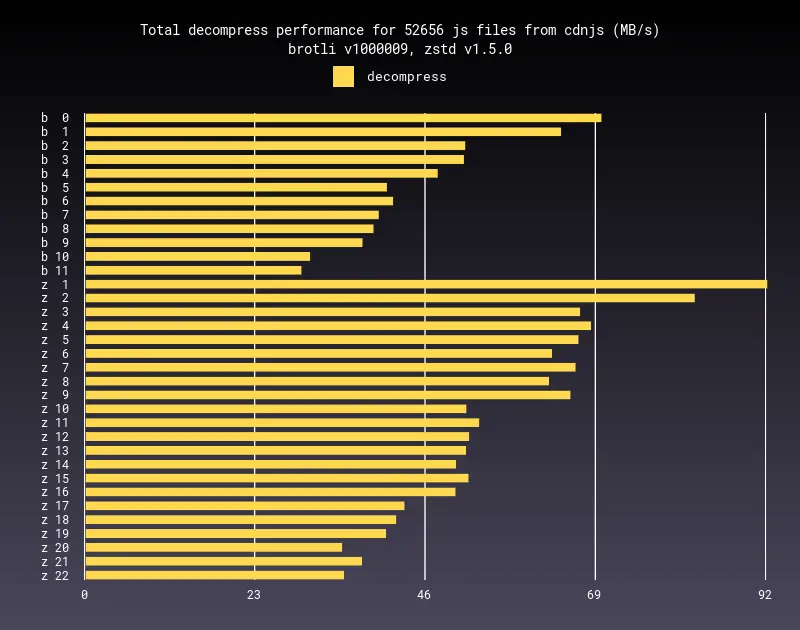 Total decompress performance for 52656 js files from cdnjs (MB/s)
brotli v1000009, zstd v1.5.0
decompress
b 0
b 1
b 2
b 3
b 4
b 5
b 6
b 7
b 8
b 9
b 10
b 11
z 1
z 2
z 3
z 4
z 5
z 6
z 7
z 8
z 9
z 10
z 11
z 12
z 13
z 14
z 15
z 16
z 17
z 18
z 19
z 20
z 21
z 22
0 23 46 69 92